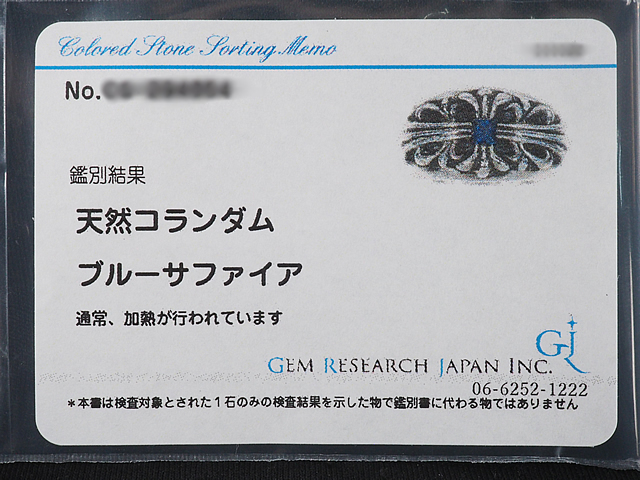 Colored Stone Sorting Memo
No.
鑑別結果
天然コランダム
ブルーサファイア
通常、加熱が行われています
GJ
GEM RESEARCH JAPAN INC.
06-6252-1222
*本書は検査対象とされた1石のみの検査結果を示した物で鑑別書に代わる物ではありません